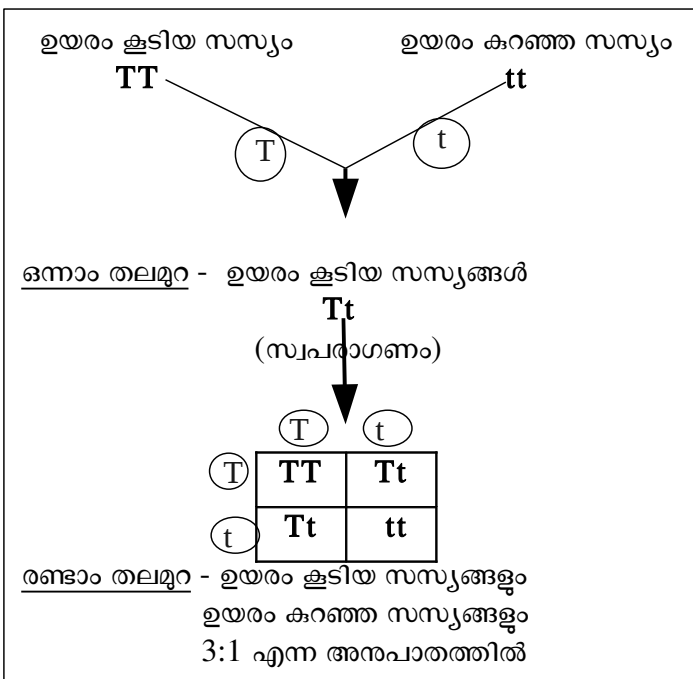 ഉയരം കൂടിയ സസ്യം ഉയരം കുറഞ്ഞ സസ്യം
TT tt
T t
ഒന്നാം തലമുറ - ഉയരം കൂടിയ സസ്യങ്ങൾ
Tt
(സ്വപരാഗണം)
T t
T TT Tt
t Tt tt
രണ്ടാം തലമുറ - ഉയരം കൂടിയ സസ്യങ്ങളും
ഉയരം കുറഞ്ഞ സസ്യങ്ങളും
3:1 എന്ന അനുപാതത്തിൽ